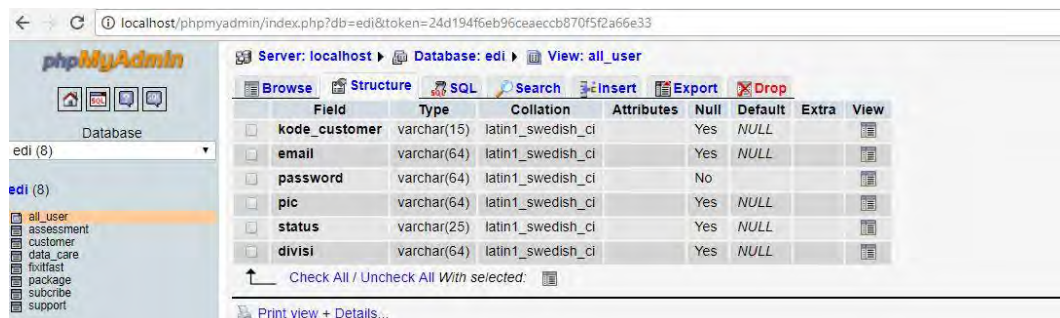 localhost/phpmyadmin/index.php?db=edi&token=24d194f6eb96ceaeccb870f5f2a66e33
phpMyAdmin
Database
edi (8)
edi (8)
all_user
assessment
customer
data_care
fixitfast
package
subcribe
support
Server: localhost Database: edi View: all_user
Browse Structure SQL Search Insert Export Drop
Field Type Collation Attributes Null Default Extra View
kode_customer varchar(15) latin1_swedish_ci Yes NULL
email varchar(64) latin1_swedish_ci Yes NULL
password varchar(64) latin1_swedish_ci No
pic varchar(64) latin1_swedish_ci Yes NULL
status varchar(25) latin1_swedish_ci Yes NULL
divisi varchar(64) latin1_swedish_ci Yes NULL
Check All / Uncheck All With selected:
Print view + Details...